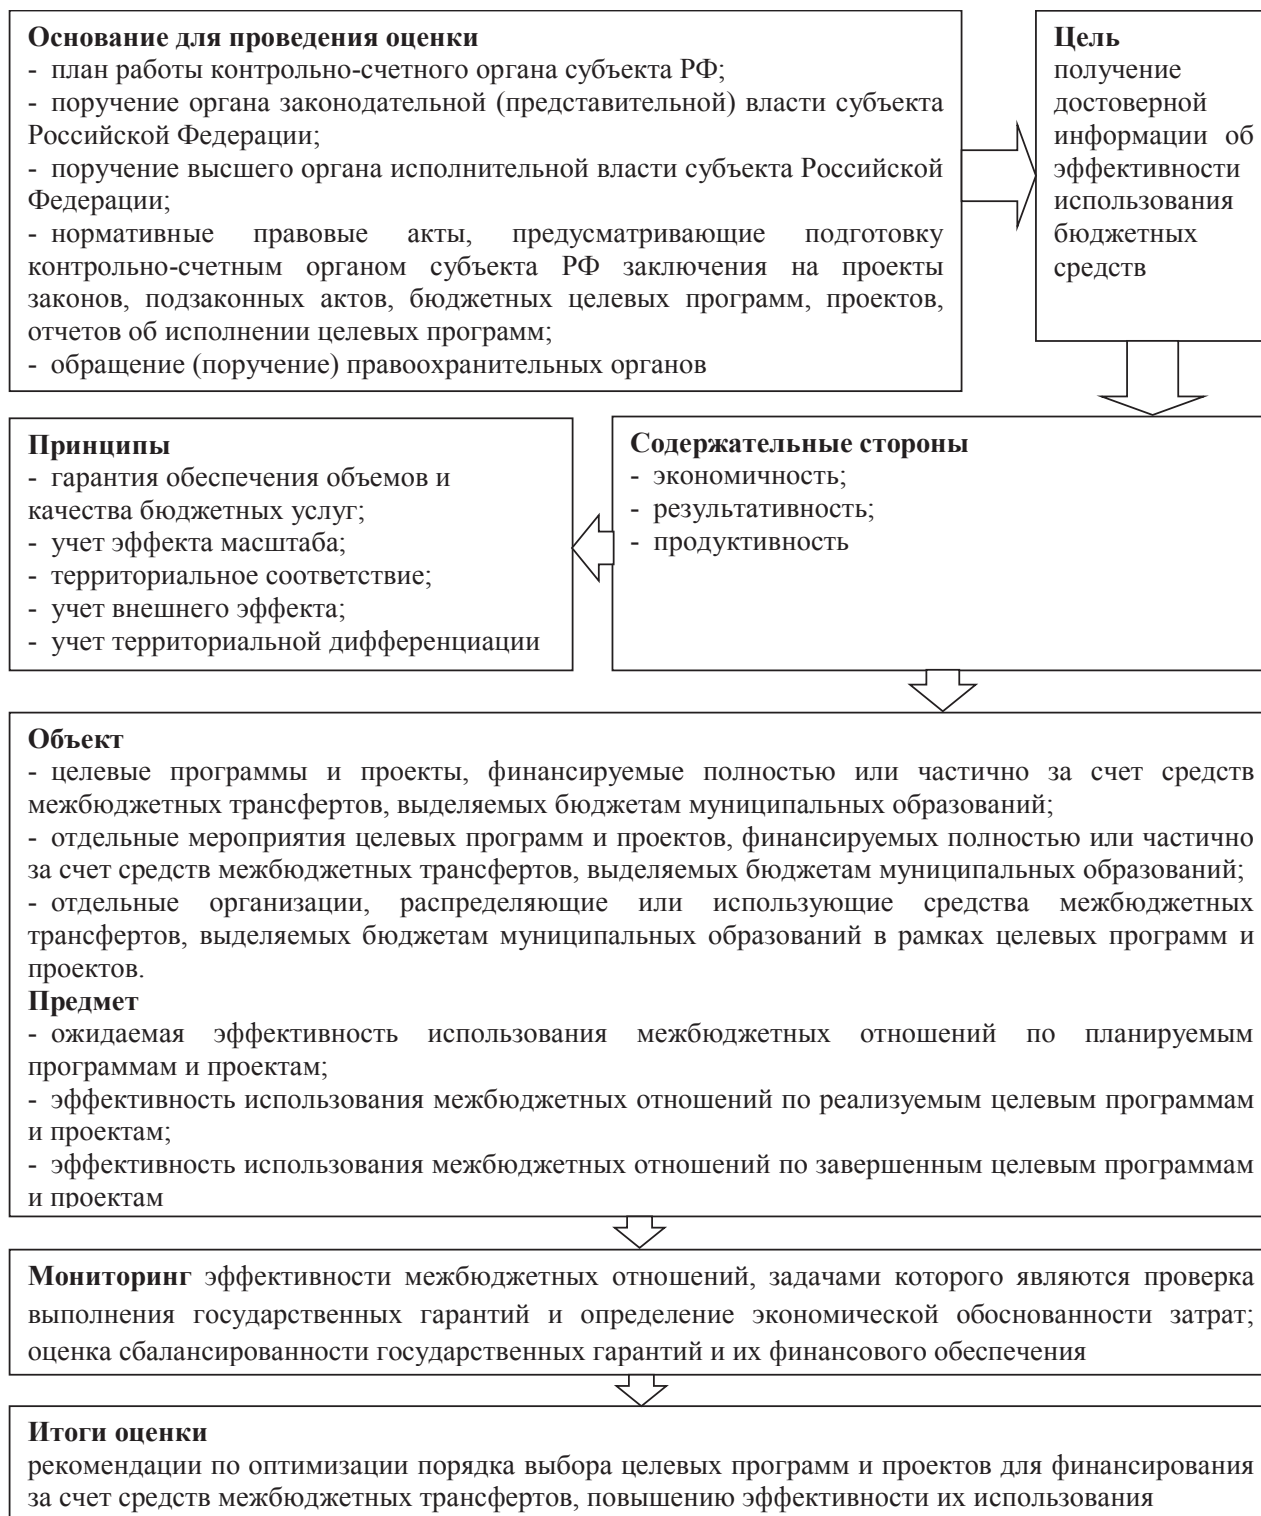 Основание для проведения оценки
- план работы контрольно-счетного органа субъекта РФ;
- поручение органа законодательной (представительной) власти субъекта
Российской Федерации;
- поручение высшего органа исполнительной власти субъекта Российской
Федерации;
- нормативные правовые акты, предусматривающие подготовку
контрольно-счетным органом субъекта РФ заключения на проекты
законов, подзаконных актов, бюджетных целевых программ, проектов,
отчетов об исполнении целевых программ;
- обращение (поручение) правоохранительных органов
Цель
получение
достоверной
информации об
эффективности
использования
бюджетных
средств
Принципы
- гарантия обеспечения объемов и
качества бюджетных услуг;
- учет эффекта масштаба;
- территориальное соответствие;
- учет внешнего эффекта;
- учет территориальной дифференциации
Содержательные стороны
- экономичность;
- результативность;
- продуктивность
Объект
- целевые программы и проекты, финансируемые полностью или частично за счет средств
межбюджетных трансфертов, выделяемых бюджетам муниципальных образований;
- отдельные мероприятия целевых программ и проектов, финансируемых полностью или частично
за счет средств межбюджетных трансфертов, выделяемых бюджетам муниципальных образований;
- отдельные организации, распределяющие или использующие средства межбюджетных
трансфертов, выделяемых бюджетам муниципальных образований в рамках целевых программ и
проектов.
Предмет
- ожидаемая эффективность использования межбюджетных отношений по планируемым
программам и проектам;
- эффективность использования межбюджетных отношений по реализуемым целевым программам
и проектам;
- эффективность использования межбюджетных отношений по завершенным целевым программам
и проектам
Мониторинг эффективности межбюджетных отношений, задачами которого являются проверка
выполнения государственных гарантий и определение экономической обоснованности затрат;
оценка сбалансированности государственных гарантий и их финансового обеспечения
Итоги оценки
рекомендации по оптимизации порядка выбора целевых программ и проектов для финансирования
за счет средств межбюджетных трансфертов, повышению эффективности их использования